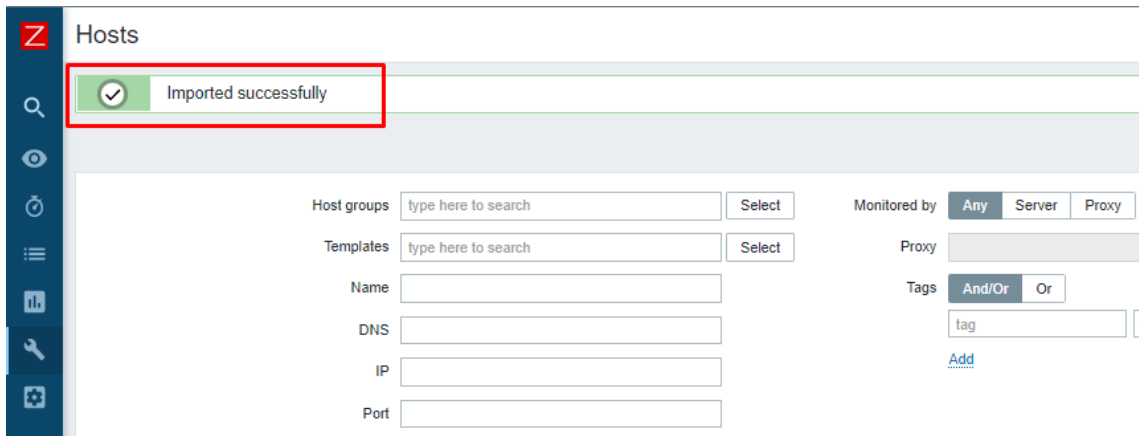 Z
Hosts
Imported successfully
Host groups type here to search Select Monitored by Any Server Proxy
Templates type here to search Select Proxy
Name Tags And/Or Or
DNS tag
IP Add
Port